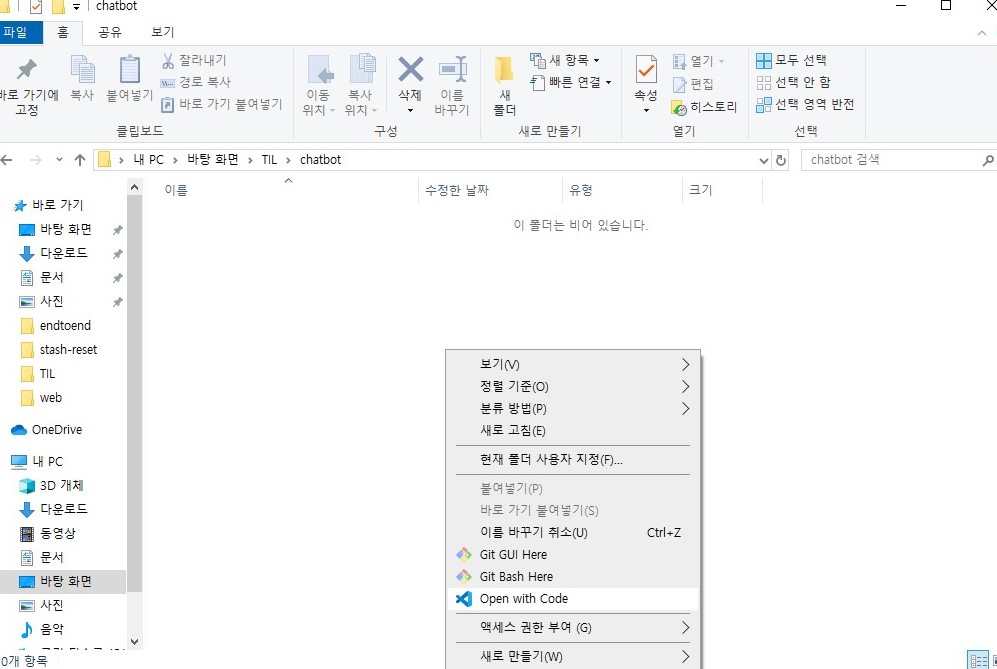 chatbot
파일 홈 공유 보기
바로 가기에 고정
복사
붙여넣기
잘라내기
경로 복사
바로 가기 붙여넣기
클립보드
이동 위치
복사 위치
삭제
이름 바꾸기
구성
새 폴더
새 항목
빠른 연결
새로 만들기
속성
열기
편집
히스토리
열기
모두 선택
선택 안 함
선택 영역 반전
선택
내 PC > 바탕 화면 > TIL > chatbot
chatbot 검색
이름 수정한 날짜 유형 크기
이 폴더는 비어 있습니다.
바로 가기
바탕 화면
다운로드
문서
사진
endtoend
stash-reset
TIL
web
OneDrive
내 PC
3D 개체
다운로드
동영상
문서
바탕 화면
사진
음악
0개 항목
보기(V)
정렬 기준(O)
분류 방법(P)
새로 고침(E)
현재 폴더 사용자 지정(F)...
붙여넣기(P)
바로 가기 붙여넣기(S)
이름 바꾸기 취소(U) Ctrl+Z
Git GUI Here
Git Bash Here
Open with Code
액세스 권한 부여 (G)
새로 만들기(W)